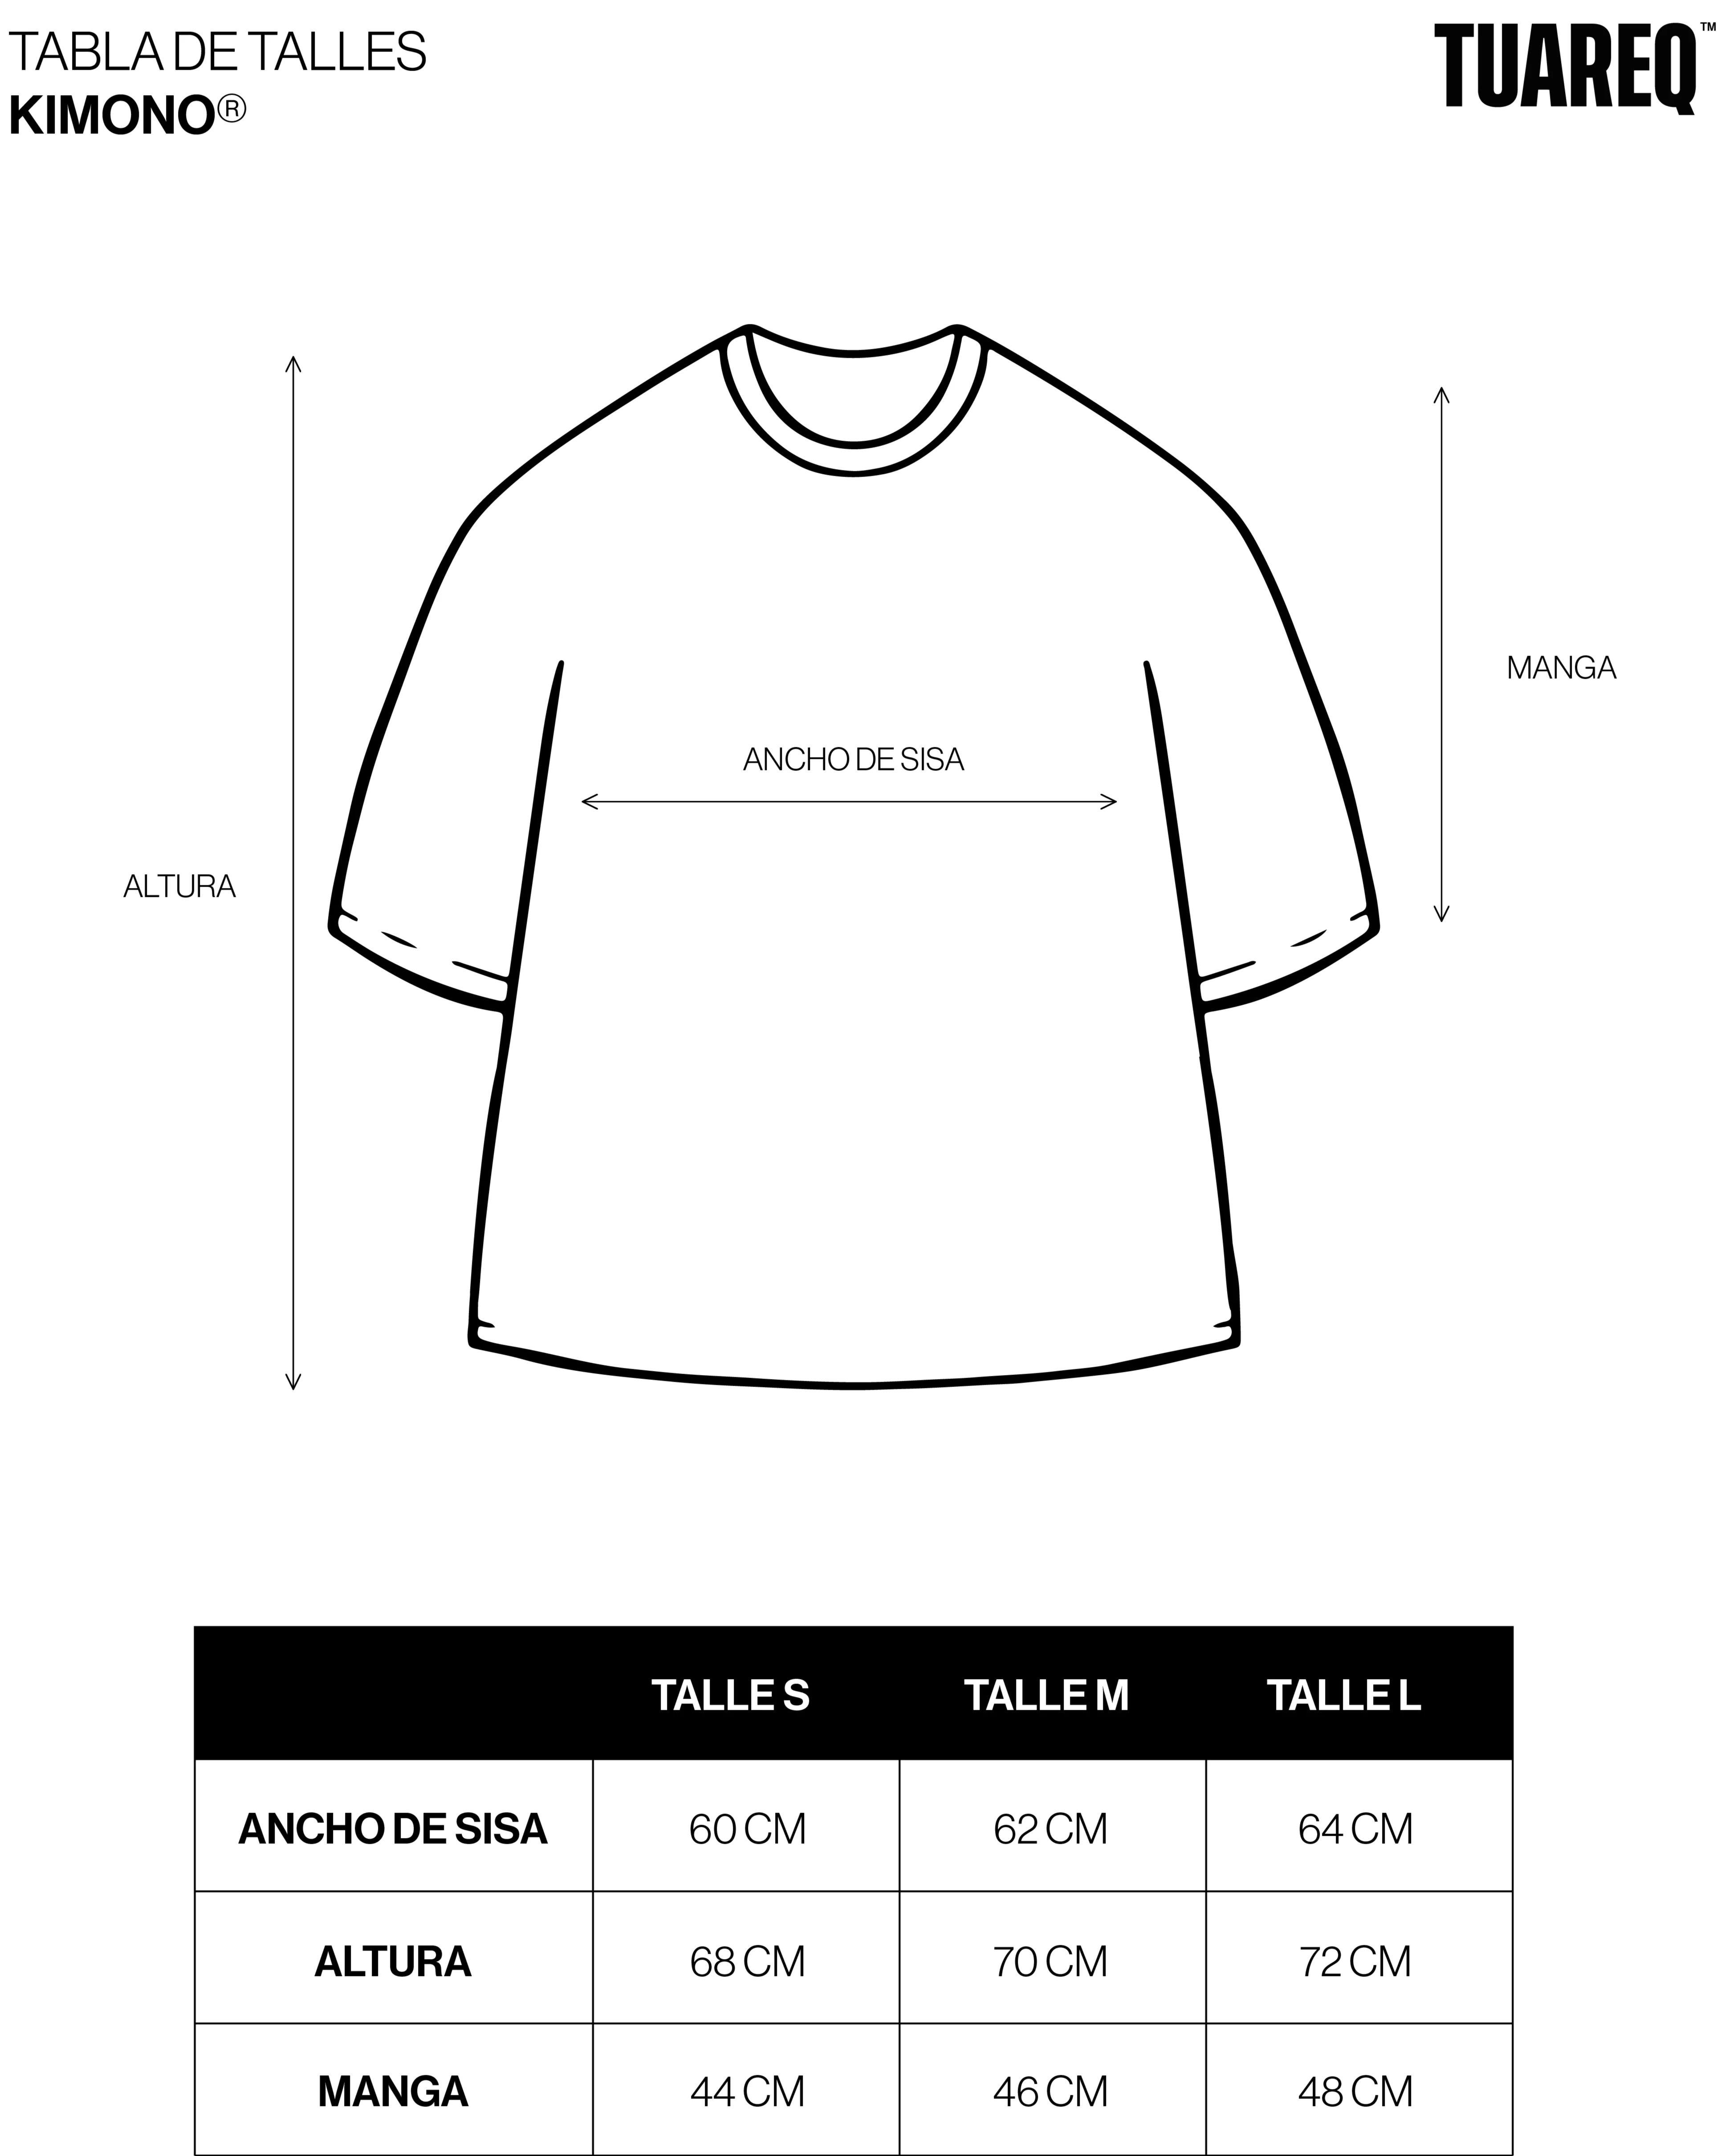 TABLA DE TALLES
KIMONO®
TUAREQ™
MANGA
ANCHO DE SISA
ALTURA
TALLE S TALLE M TALLE L
ANCHO DE SISA 60 CM 62 CM 64 CM
ALTURA 68 CM 70 CM 72 CM
MANGA 44 CM 46 CM 48 CM